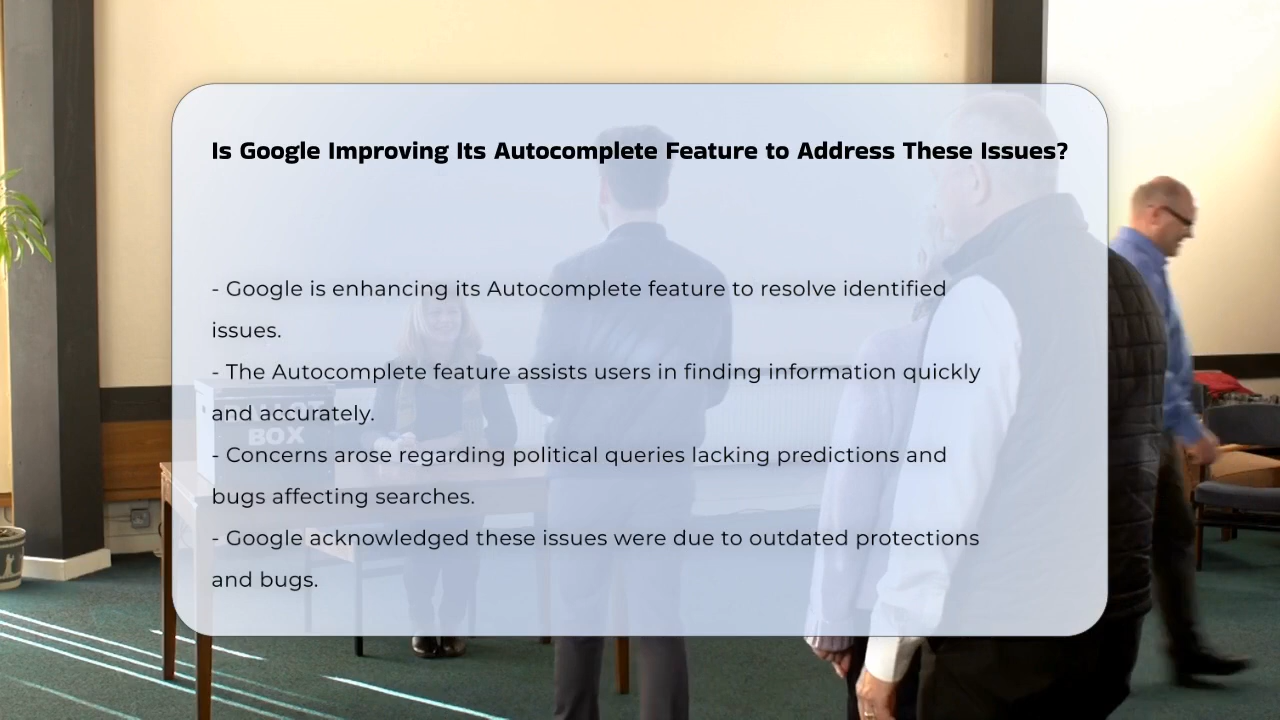 Is Google Improving Its Autocomplete Feature to Address These Issues?
- Google is enhancing its Autocomplete feature to resolve identified
issues.
- The Autocomplete feature assists users in finding information quickly
and accurately.
BOX
- Concerns arose regarding political queries lacking predictions and
bugs affecting searches.
- Google acknowledged these issues were due to outdated protections
and bugs.